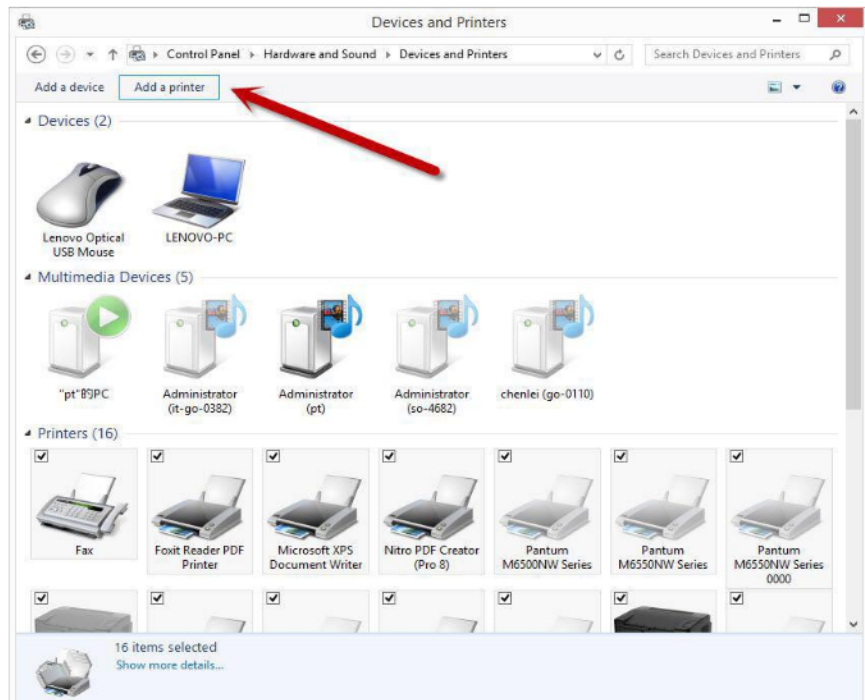 Devices and Printers
Control Panel
Hardware and Sound
Devices and Printers
Search Devices and Printers
Add a device
Add a printer
Devices (2)
Lenovo Optical
USB Mouse
LENOVO-PC
Multimedia Devices (5)
"pt"的PC
Administrator
(it-go-0382)
Administrator
(pt)
Administrator
(so-4682)
chenlei (go-0110)
Printers (16)
Fax
Foxit Reader PDF
Printer
Microsoft XPS
Document Writer
Nitro PDF Creator
(Pro 8)
Pantum
M6500NW Series
Pantum
M6550NW Series
Pantum
M6550NW Series
0000
16 items selected
Show more details...